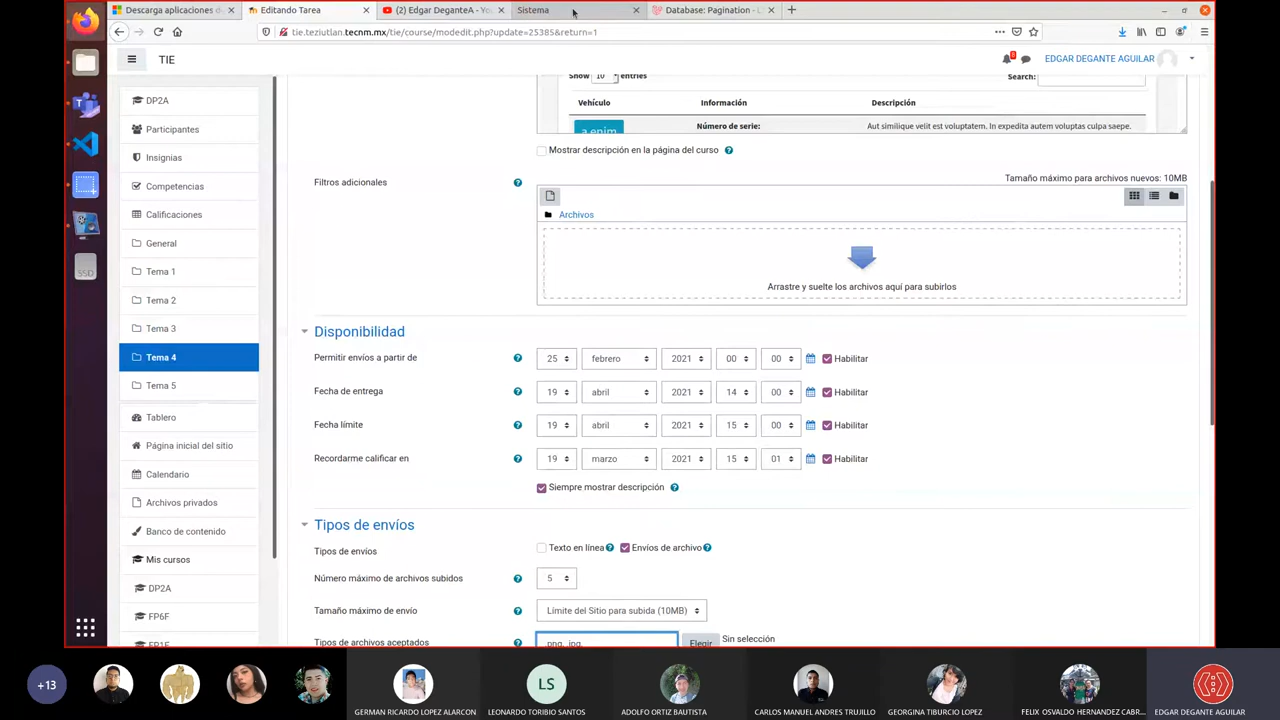 Descarga aplicaciones d
Editando Tarea
(2) Edgar DeganteA - Yo
Sistema
Database: Pagination - L
tie.teziutlan.tecnm.mx/tie/course/modedit.php?update=25385&return=1
TIE
EDGAR DEGANTE AGUILAR
DP2A
Participantes
Insignias
Competencias
Calificaciones
General
Tema 1
Tema 2
Tema 3
Tema 4
Tema 5
Tablero
Página inicial del sitio
Calendario
Archivos privados
Banco de contenido
Mis cursos
DP2A
FP6F
FP1F
Show 10 entries
Search:
Vehículo Información Descripción
a enim
Número de serie:
Aut similique velit est voluptatem. In expedita autem voluptas culpa saepe.
Mostrar descripción en la página del curso
Filtros adicionales
Tamaño máximo para archivos nuevos: 10MB
Archivos
Arrastre y suelte los archivos aquí para subirlos
Disponibilidad
Permitir envíos a partir de 25 febrero 2021 00 00 Habilitar
Fecha de entrega 19 abril 2021 14 00 Habilitar
Fecha límite 19 abril 2021 15 00 Habilitar
Recordarme calificar en 19 marzo 2021 15 01 Habilitar
Siempre mostrar descripción
Tipos de envíos
Tipos de envíos Texto en línea Envíos de archivo
Número máximo de archivos subidos 5
Tamaño máximo de envío Límite del Sitio para subida (10MB)
Tipos de archivos aceptados .png, .jpg, Elegir Sin selección
SSD
+13
LS
GERMAN RICARDO LOPEZ ALARCON
LEONARDO TORIBIO SANTOS
ADOLFO ORTIZ BAUTISTA
CARLOS MANUEL ANDRES TRUJILLO
GEORGINA TIBURCIO LOPEZ
FELIX OSVALDO HERNANDEZ CABR...
EDGAR DEGANTE AGUILAR